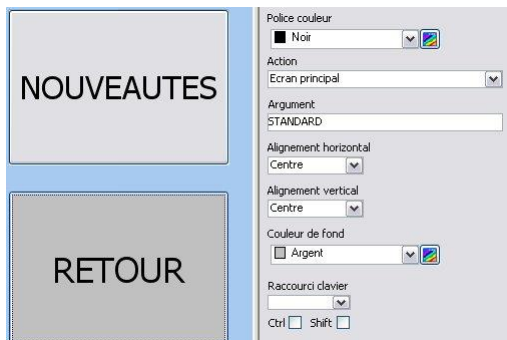 NOUVEAUTES
RETOUR
Police couleur
Noir
Action
Ecran principal
Argument
STANDARD
Alignement horizontal
Centre
Alignement vertical
Centre
Couleur de fond
Argent
Raccourci clavier
Ctrl Shift